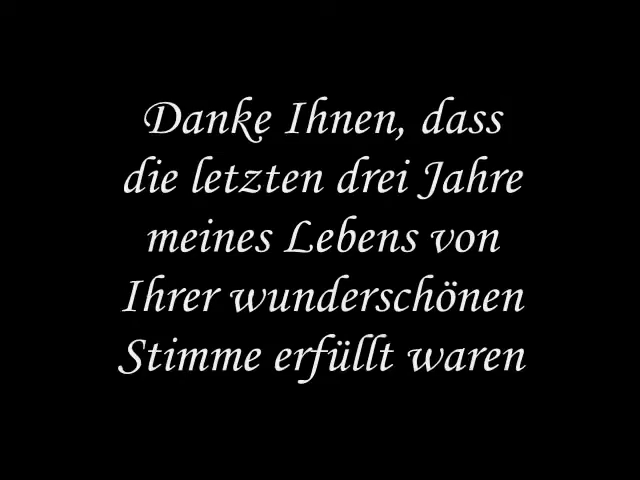 Danke Ihnen, dass
die letzten drei Jahre
meines Lebens von
Ihrer wunderschönen
Stimme erfüllt waren